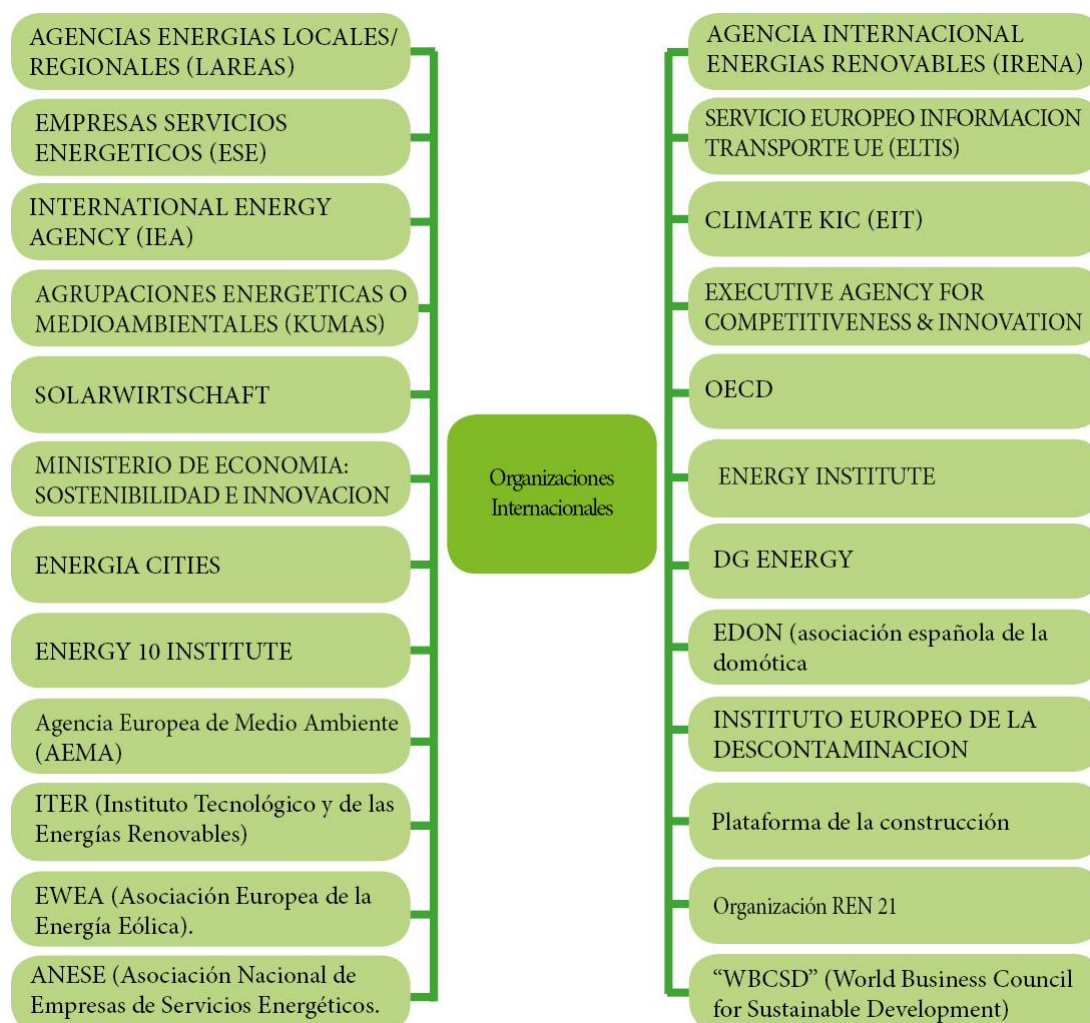 AGENCIAS ENERGIAS LOCALES/
REGIONALES (LAREAS)
EMPRESAS SERVICIOS
ENERGETICOS (ESE)
INTERNATIONAL ENERGY
AGENCY (IEA)
AGRUPACIONES ENERGETICAS O
MEDIOAMBIENTALES (KUMAS)
SOLARWIRTSCHAFT
MINISTERIO DE ECONOMIA:
SOSTENIBILIDAD E INNOVACION
ENERGIA CITIES
ENERGY 10 INSTITUTE
Agencia Europea de Medio Ambiente
(AEMA)
ITER (Instituto Tecnológico y de las
Energías Renovables)
EWEA (Asociación Europea de la
Energía Eólica).
ANESE (Asociación Nacional de
Empresas de Servicios Energéticos.
Organizaciones
Internacionales
AGENCIA INTERNACIONAL
ENERGIAS RENOVABLES (IRENA)
SERVICIO EUROPEO INFORMACION
TRANSPORTE UE (ELTIS)
CLIMATE KIC (EIT)
EXECUTIVE AGENCY FOR
COMPETITIVENESS & INNOVATION
OECD
ENERGY INSTITUTE
DG ENERGY
EDON (asociación española de la
domótica
INSTITUTO EUROPEO DE LA
DESCONTAMINACION
Plataforma de la construcción
Organización REN 21
“WBCSD” (World Business Council
for Sustainable Development)